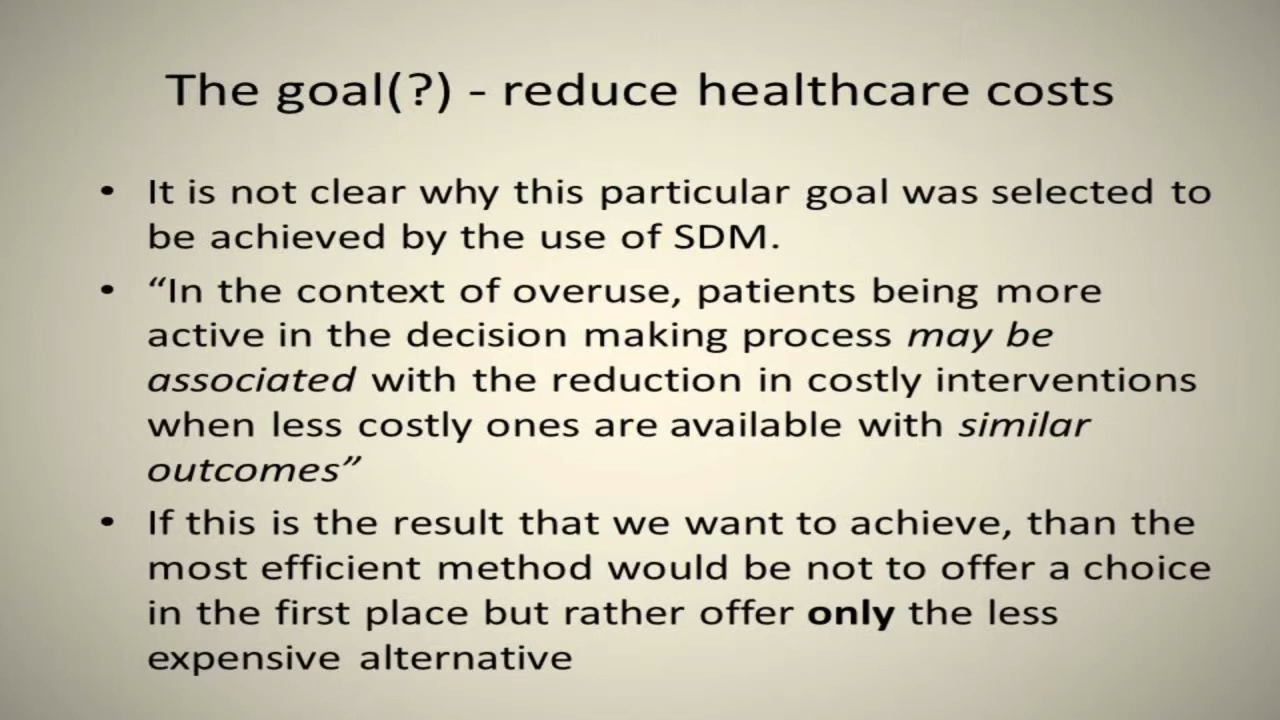 The goal(?) - reduce healthcare costs
• It is not clear why this particular goal was selected to
be achieved by the use of SDM.
• “In the context of overuse, patients being more
active in the decision making process may be
associated with the reduction in costly interventions
when less costly ones are available with similar
outcomes”
• If this is the result that we want to achieve, than the
most efficient method would be not to offer a choice
in the first place but rather offer only the less
expensive alternative